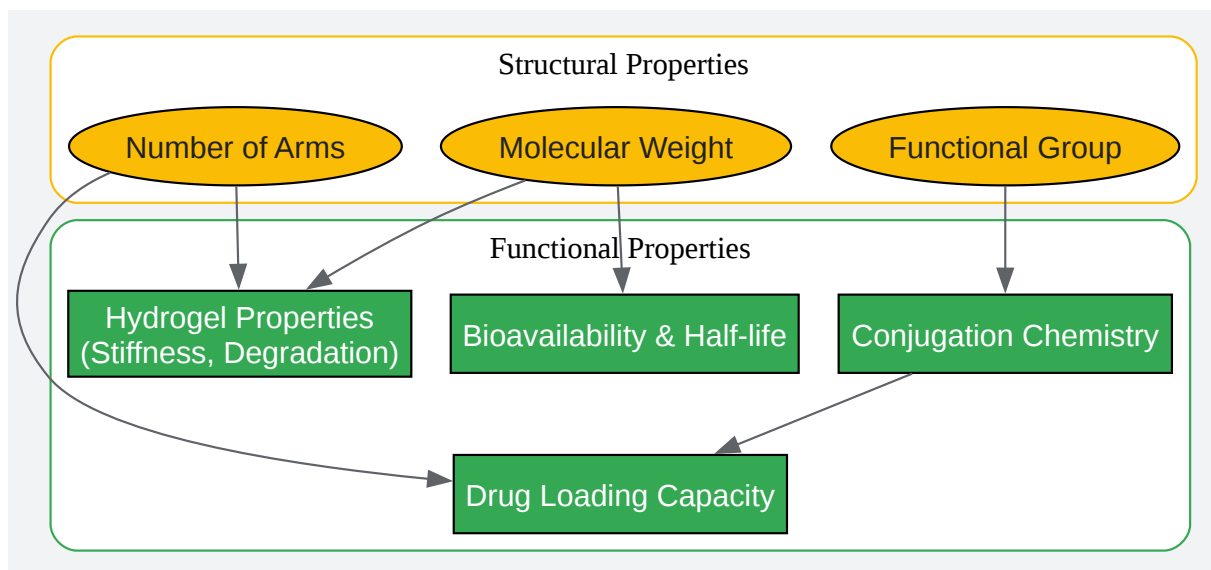 Structural Properties
Number of Arms
Molecular Weight
Functional Group
Functional Properties
Hydrogel Properties
(Stiffness, Degradation)
Bioavailability & Half-life
Conjugation Chemistry
Drug Loading Capacity